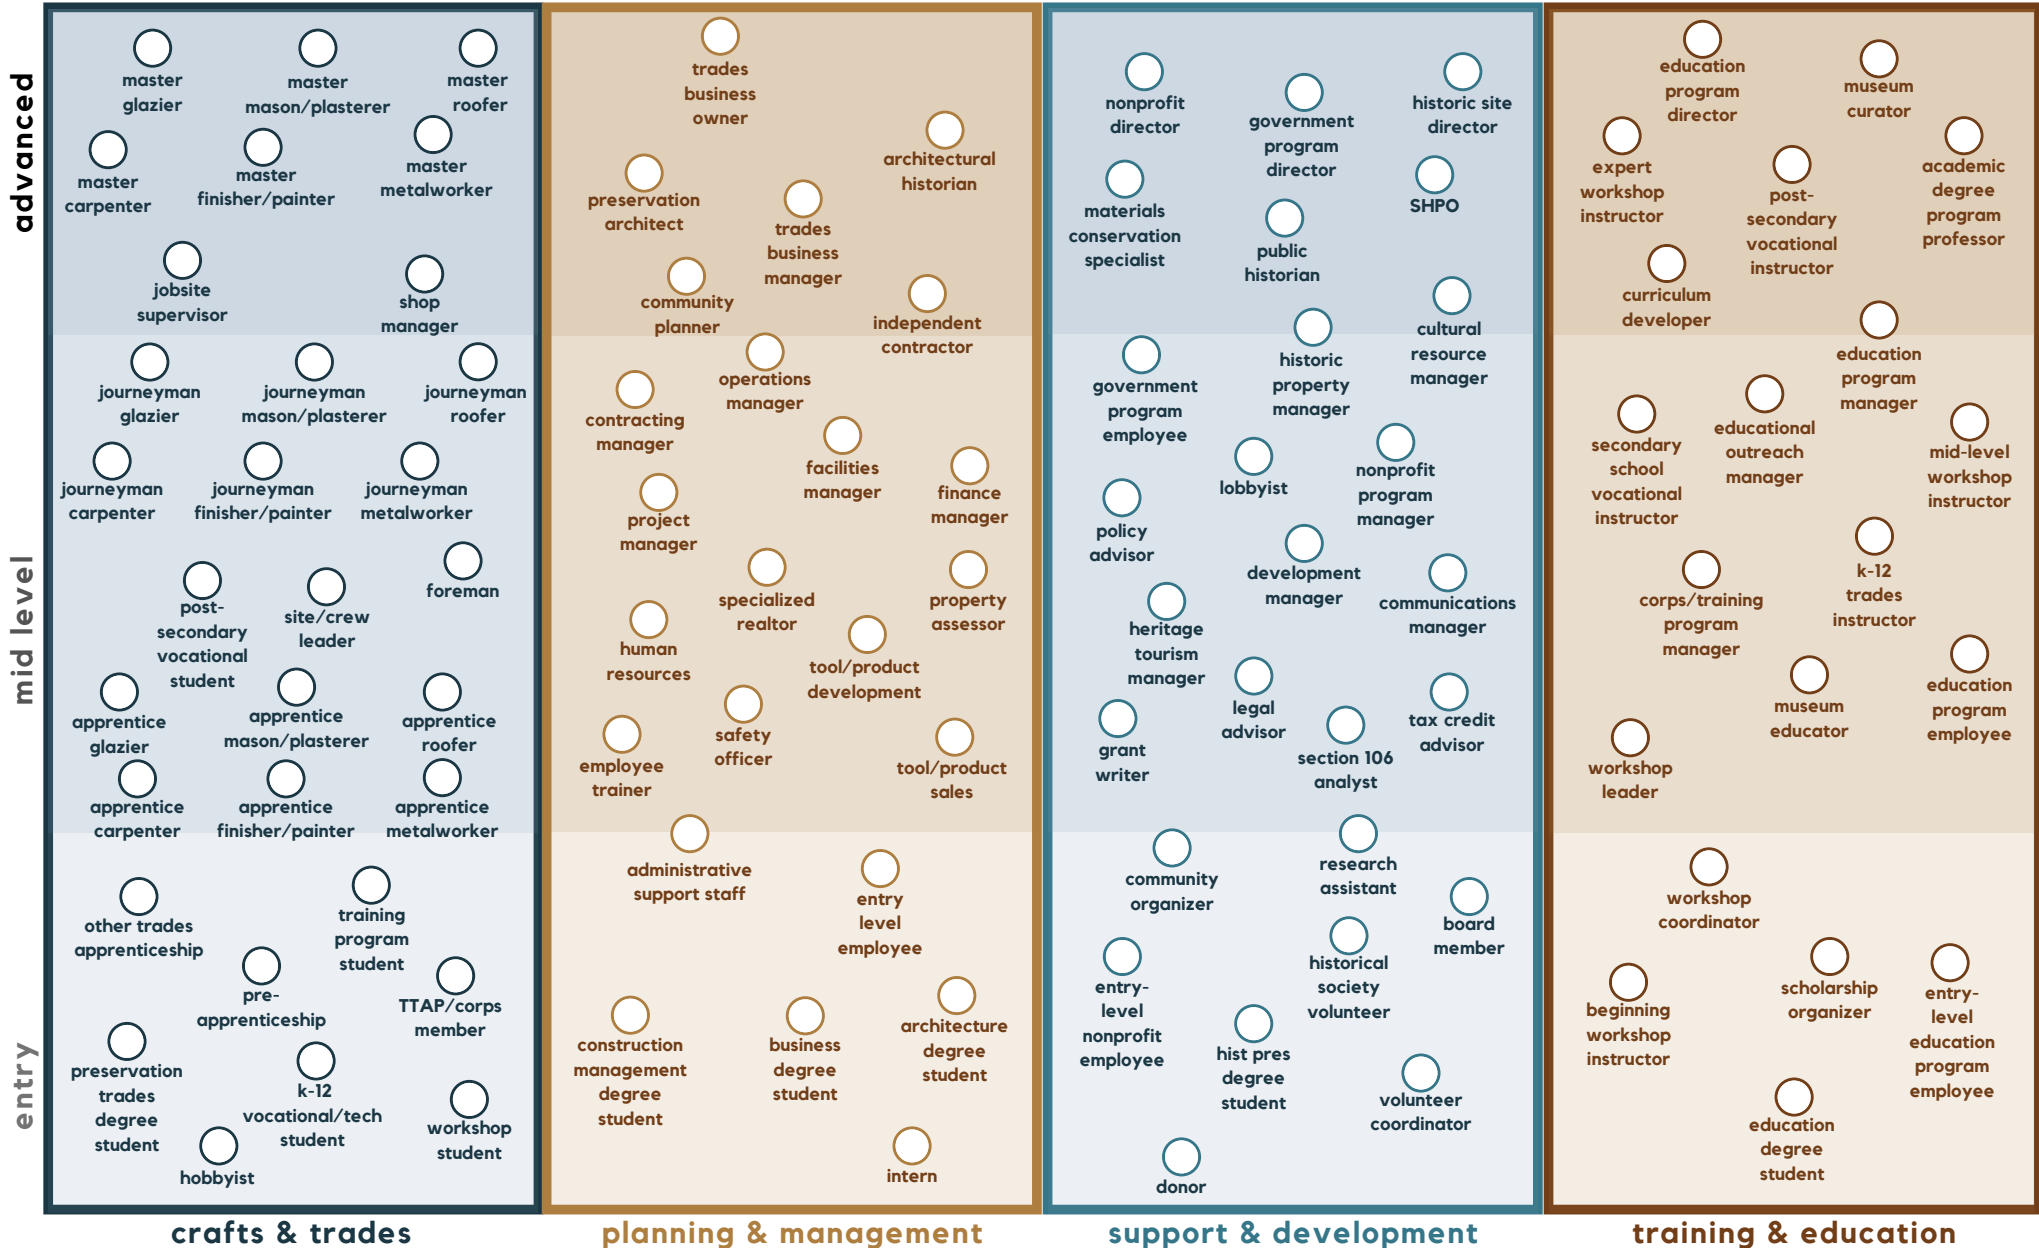 advanced
mid level
entry
master
glazier
master
mason/plasterer
master
roofer
master
carpenter
master
finisher/painter
master
metalworker
jobsite
supervisor
shop
manager
journeyman
glazier
journeyman
mason/plasterer
journeyman
roofer
journeyman
carpenter
journeyman
finisher/painter
journeyman
metalworker
post-
secondary
vocational
student
site/crew
leader
foreman
apprentice
glazier
apprentice
mason/plasterer
apprentice
roofer
apprentice
carpenter
apprentice
finisher/painter
apprentice
metalworker
other trades
apprenticeship
training
program
student
pre-
apprenticeship
TTAP/corps
member
preservation
trades
degree
student
k-12
vocational/tech
student
workshop
student
hobbyist
crafts & trades
trades
business
owner
architectural
historian
preservation
architect
trades
business
manager
community
planner
independent
contractor
operations
manager
contracting
manager
facilities
manager
finance
manager
project
manager
specialized
realtor
property
assessor
human
resources
tool/product
development
safety
officer
employee
trainer
tool/product
sales
administrative
support staff
entry
level
employee
construction
management
degree
student
business
degree
student
architecture
degree
student
intern
planning & management
nonprofit
director
government
program
director
historic site
director
materials
conservation
specialist
SHPO
public
historian
cultural
resource
manager
historic
property
manager
government
program
employee
lobbyist
nonprofit
program
manager
policy
advisor
development
manager
communications
manager
heritage
tourism
manager
legal
advisor
tax credit
advisor
grant
writer
section 106
analyst
community
organizer
research
assistant
board
member
entry-
level
nonprofit
employee
historical
society
volunteer
hist pres
degree
student
volunteer
coordinator
donor
support & development
education
program
director
museum
curator
expert
workshop
instructor
post-
secondary
vocational
instructor
academic
degree
program
professor
curriculum
developer
education
program
manager
secondary
school
vocational
instructor
educational
outreach
manager
mid-level
workshop
instructor
corps/training
program
manager
k-12
trades
instructor
museum
educator
education
program
employee
workshop
leader
workshop
coordinator
beginning
workshop
instructor
scholarship
organizer
entry-
level
education
program
employee
education
degree
student
training & education